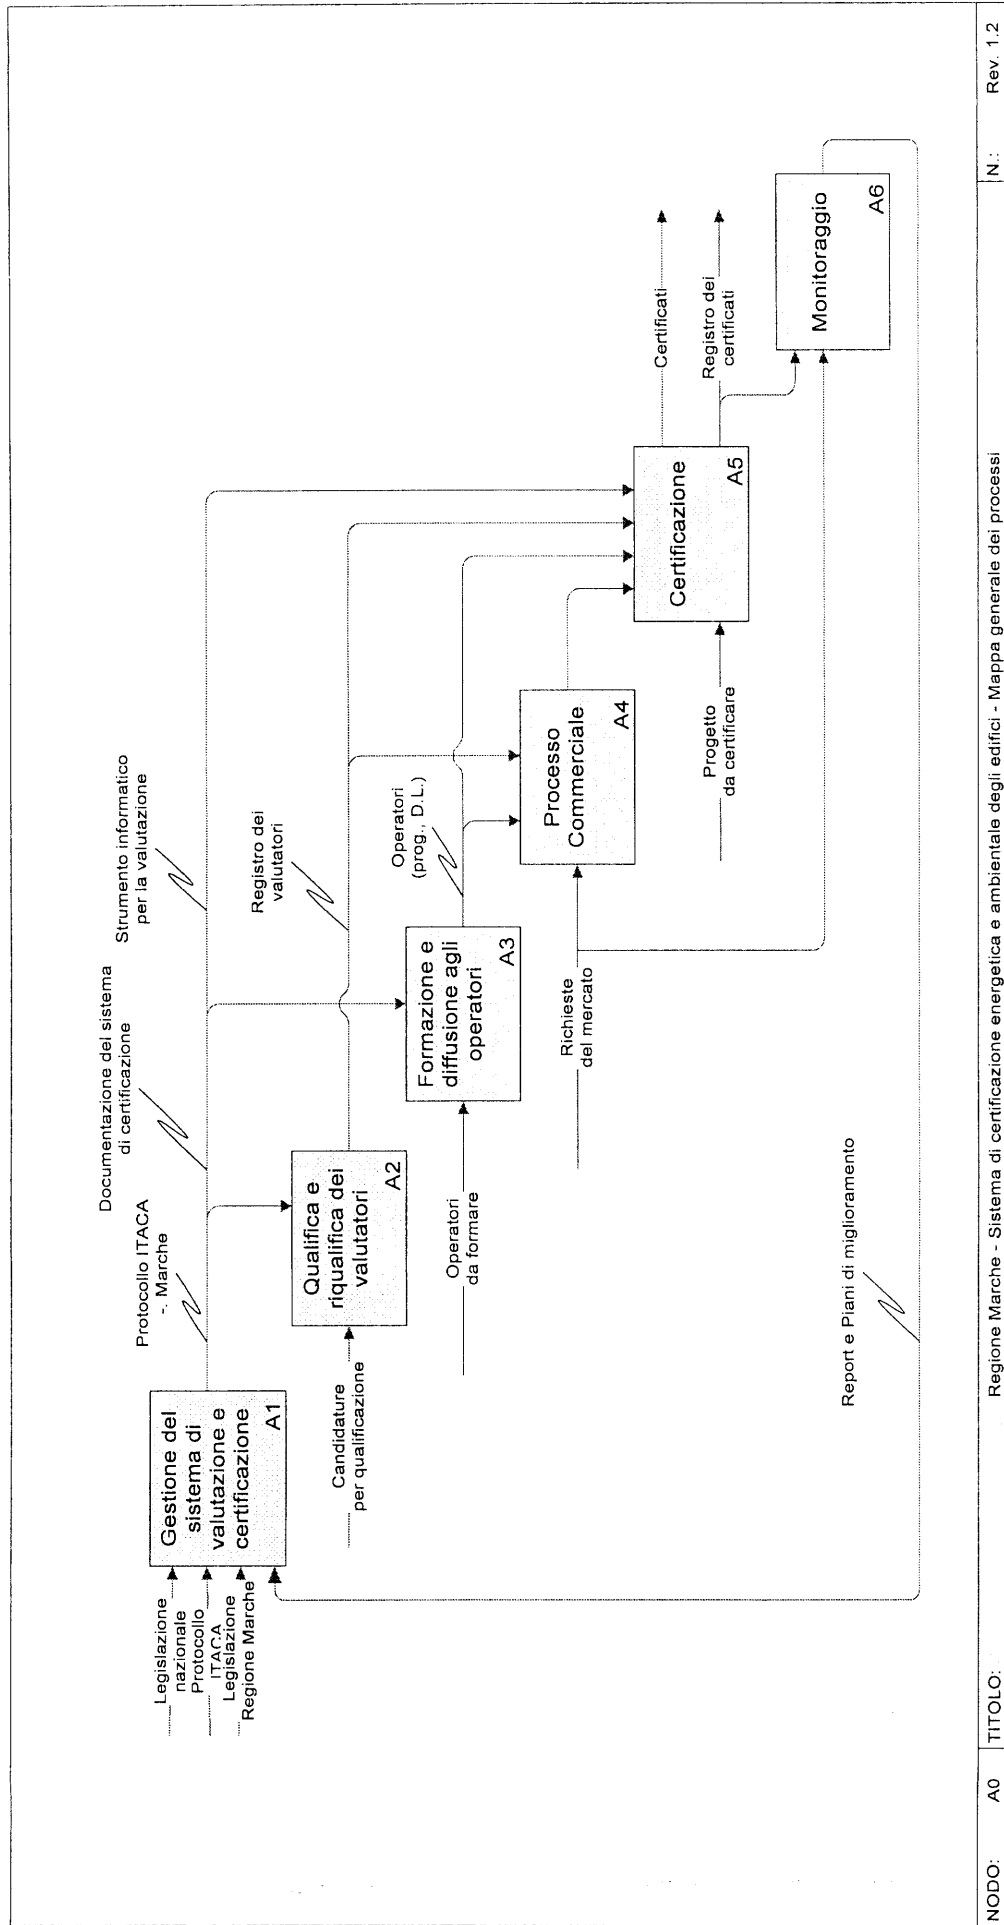 Strumento informatico
per la valutazione
Documentazione del sistema
di certificazione
Protocollo ITACA
-. Marche
Registro dei
valutatori
Operatori
(prog., D.L.)
Legislazione
nazionale
Protocollo
ITACA
Legislazione
Regione Marche
Gestione del
sistema di
valutazione e
certificazione
A1
Candidature
per qualificazione
Qualifica e
riqualifica dei
valutatori
A2
Operatori
da formare
Formazione e
diffusione agli
operatori
A3
Richieste
del mercato
Processo
Commerciale
A4
Progetto
da certificare
Certificazione
A5
Certificati
Registro dei
certificati
Monitoraggio
A6
Report e Piani di miglioramento
NODO: A0 TITOLO: Regione Marche - Sistema di certificazione energetica e ambientale degli edifici - Mappa generale dei processi N.: Rev. 1.2